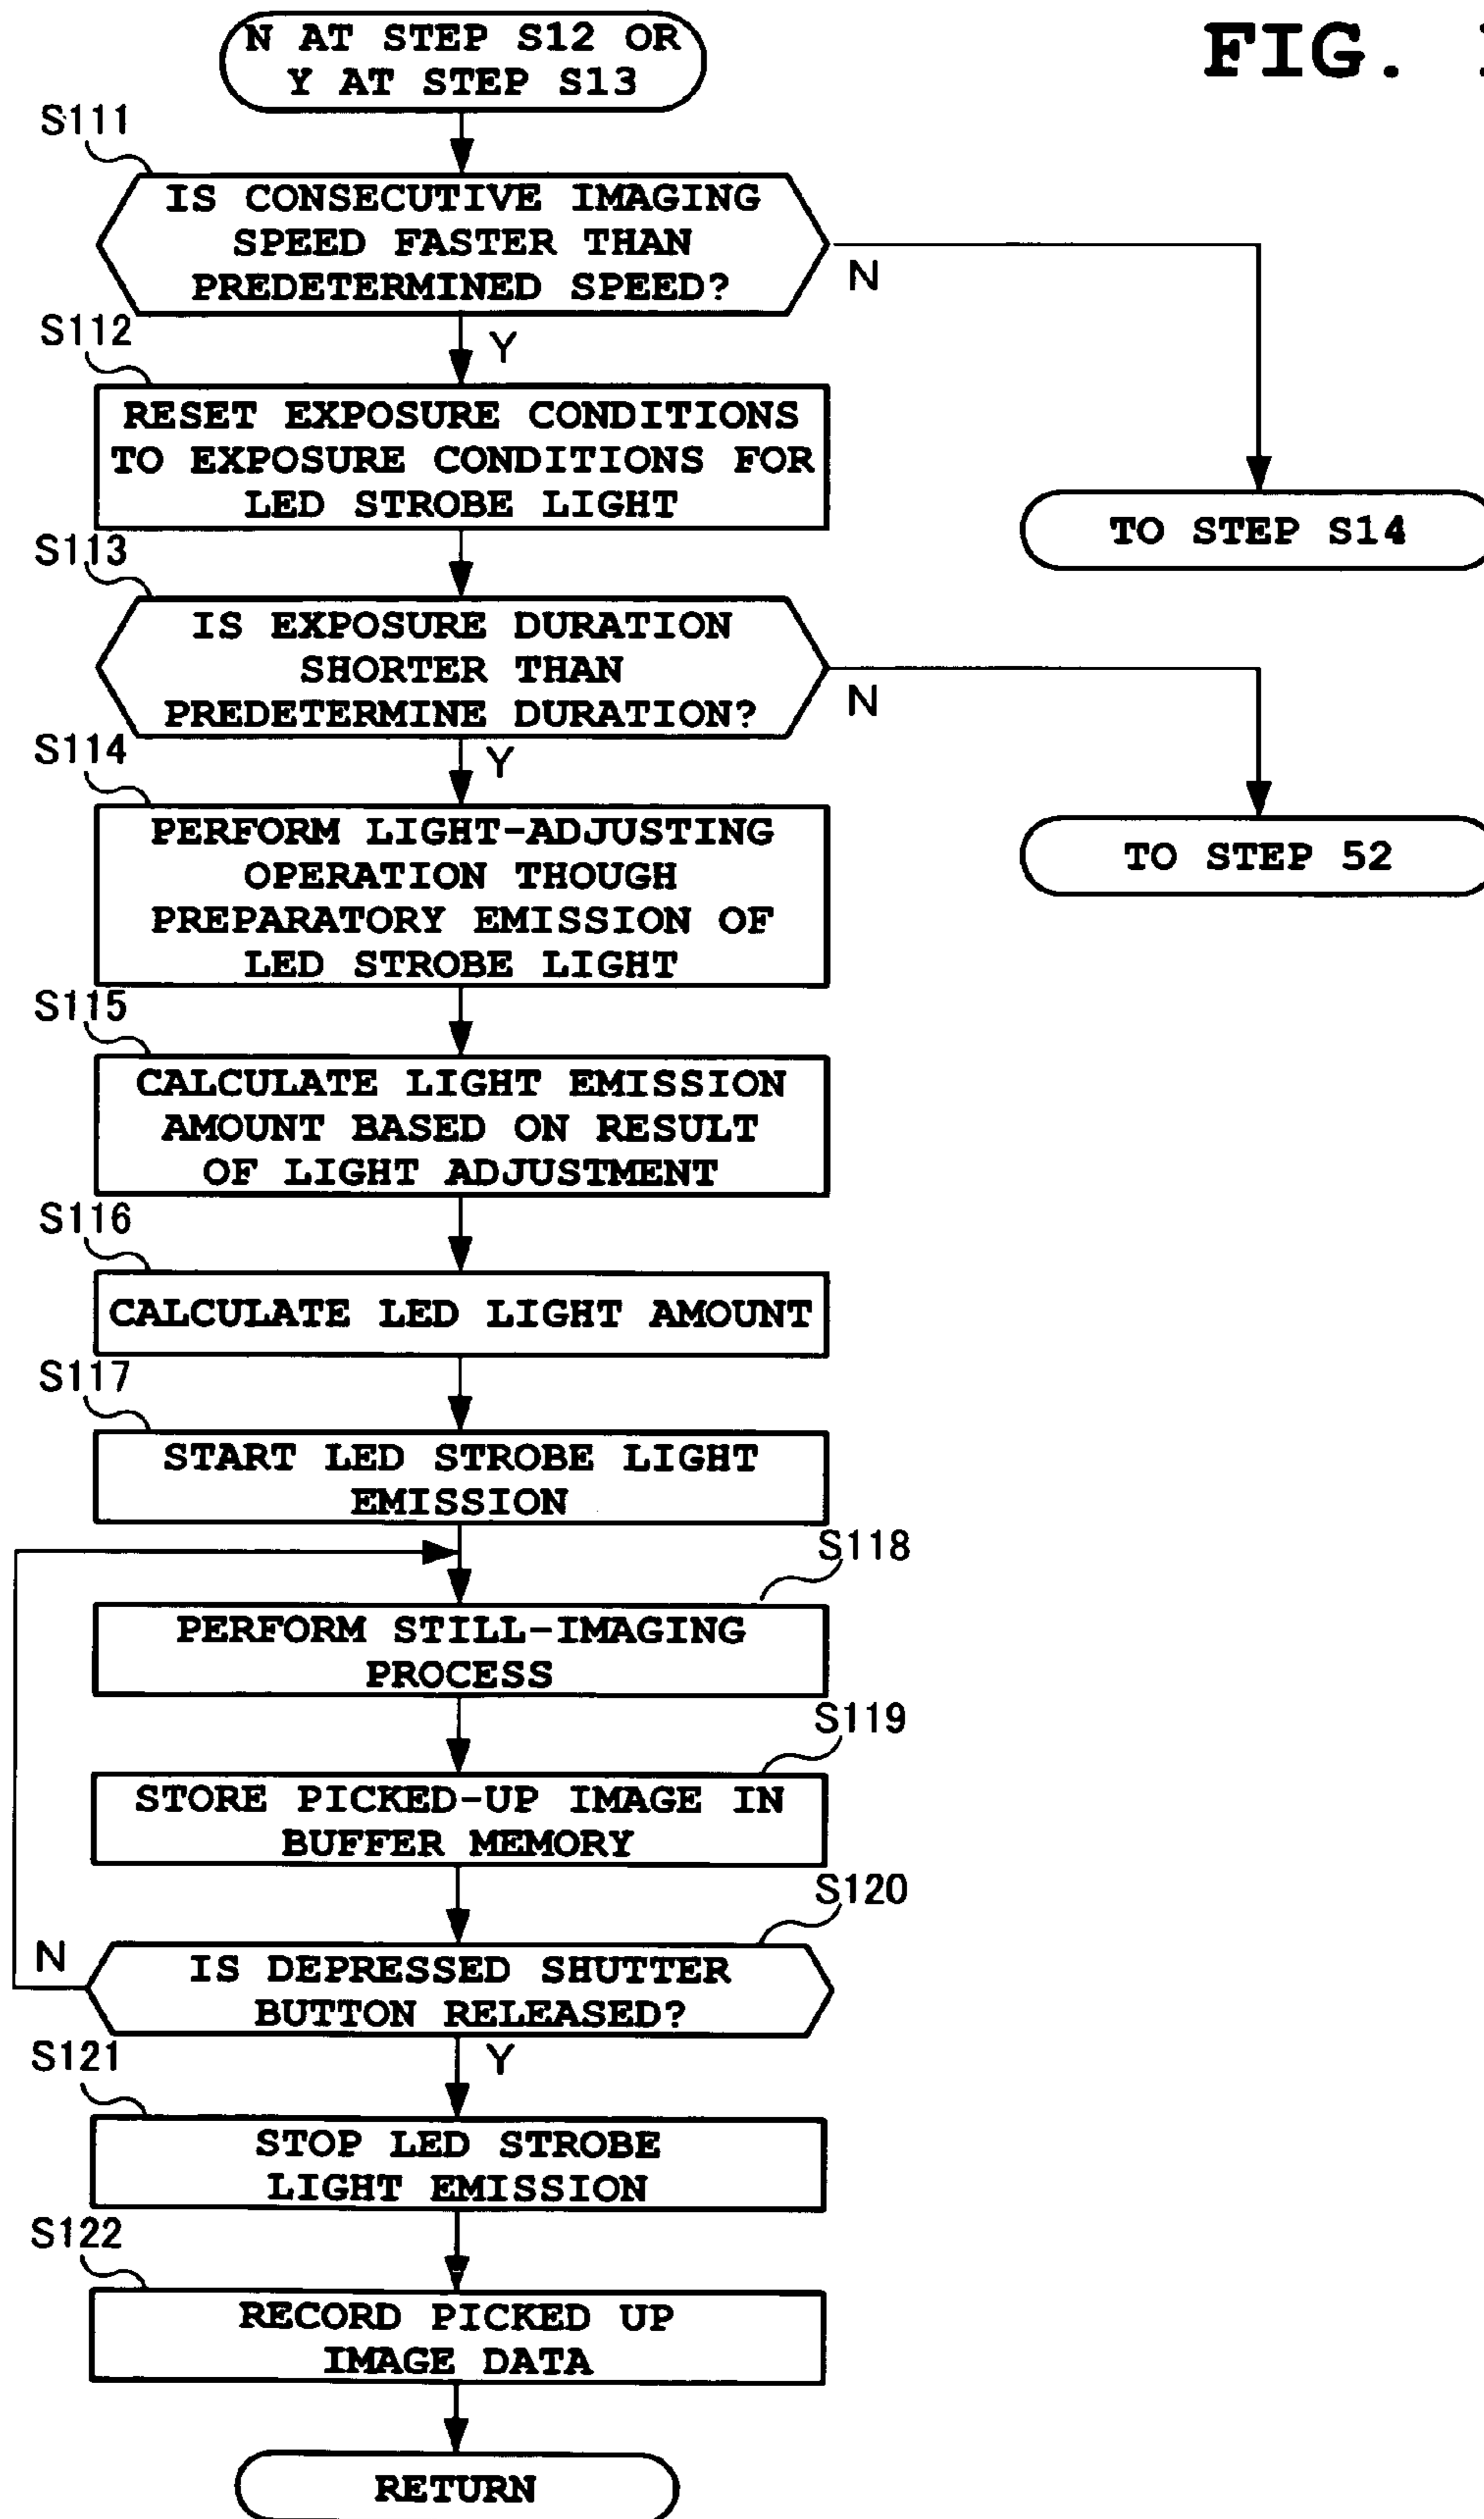 FIG.
N AT STEP S12 OR
Y AT STEP S13
S111
IS CONSECUTIVE IMAGING
SPEED FASTER THAN
PREDETERMINED SPEED?
N
Y
S112
RESET EXPOSURE CONDITIONS
TO EXPOSURE CONDITIONS FOR
LED STROBE LIGHT
TO STEP S14
S113
IS EXPOSURE DURATION
SHORTER THAN
PREDETERMINE DURATION?
N
Y
S114
PERFORM LIGHT-ADJUSTING
OPERATION THOUGH
PREPARATORY EMISSION OF
LED STROBE LIGHT
TO STEP 52
S115
CALCULATE LIGHT EMISSION
AMOUNT BASED ON RESULT
OF LIGHT ADJUSTMENT
S116
CALCULATE LED LIGHT AMOUNT
S117
START LED STROBE LIGHT
EMISSION
S118
PERFORM STILL-IMAGING
PROCESS
S119
STORE PICKED-UP IMAGE IN
BUFFER MEMORY
S120
N
IS DEPRESSED SHUTTER
BUTTON RELEASED?
Y
S121
STOP LED STROBE
LIGHT EMISSION
S122
RECORD PICKED UP
IMAGE DATA
RETURN